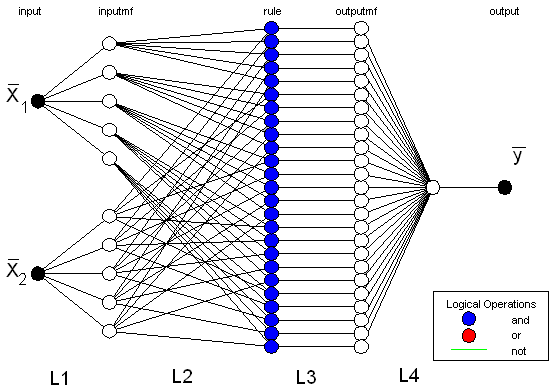 input inputmf rule outputmf output
X̅1
y̅
X̅2
Logical Operations
and
or
not
L1 L2 L3 L4